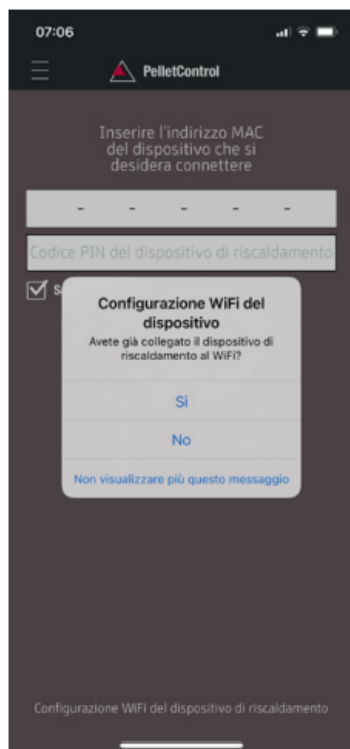 07:06
PelletControl
Inserire l'indirizzo MAC
del dispositivo che si
desidera connettere
- - - - -
Codice PIN del dispositivo di riscaldamento
Configurazione WiFi del
dispositivo
Avete già collegato il dispositivo di
riscaldamento al WiFi?
Si
No
Non visualizzare più questo messaggio
Configurazione WiFi del dispositivo di riscaldamento